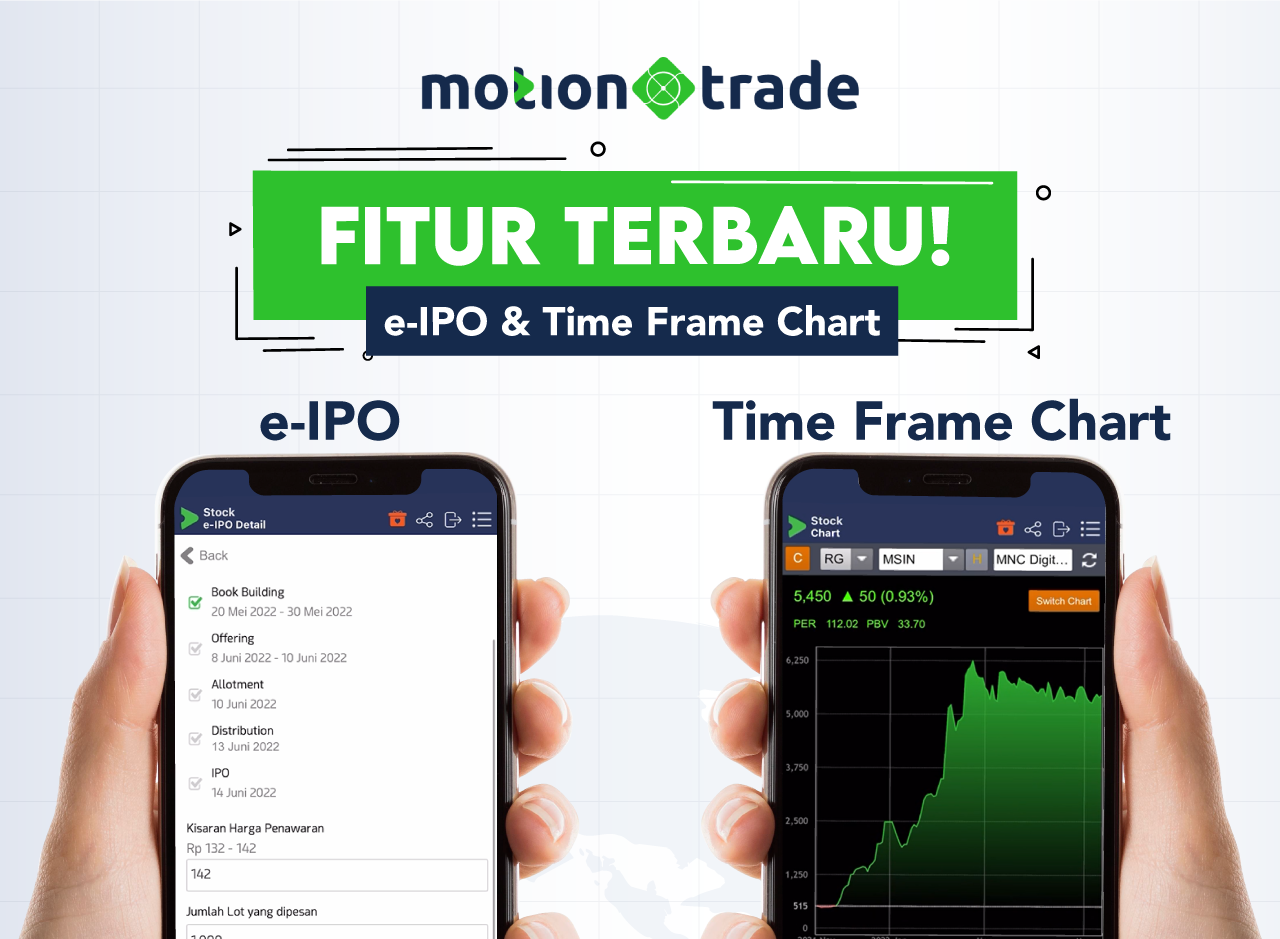 motion trade
FITUR TERBARU!
e-IPO & Time Frame Chart
e-IPO
Stock
e-IPO Detail
Back
Book Building
20 Mei 2022 - 30 Mei 2022
Offering
8 Juni 2022 - 10 Juni 2022
Allotment
10 Juni 2022
Distribution
13 Juni 2022
IPO
14 Juni 2022
Kisaran Harga Penawaran
Rp 132 - 142
142
Jumlah Lot yang dipesan
Time Frame Chart
Stock
Chart
C RG MSIN H MNC Digit...
5,450 ▲ 50 (0.93%)
Switch Chart
PER 112.02 PBV 33.70
6,250
5,000
3,750
2,500
1,250
515
0